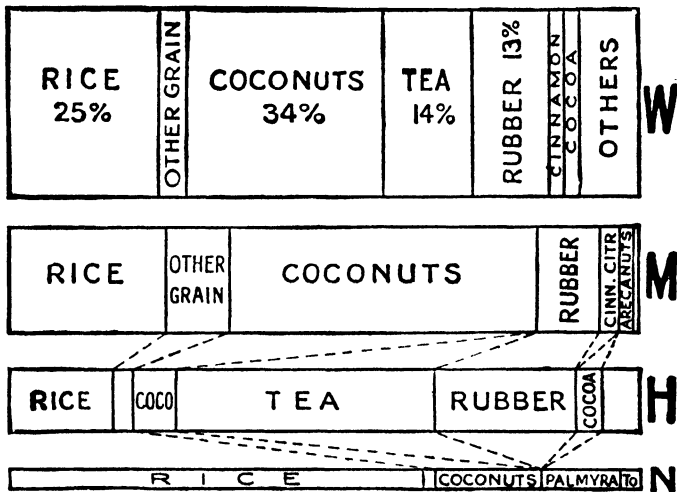 RICE
25%
OTHER GRAIN
COCONUTS
34%
TEA
14%
RUBBER 13%
CINNAMON
COCOA
OTHERS
W
RICE
OTHER
GRAIN
COCONUTS
RUBBER
CINN. CITR
ARECANUTS
M
RICE
COCO
TEA
RUBBER
COCOA
H
RICE
COCONUTS
PALMYRA
To
N